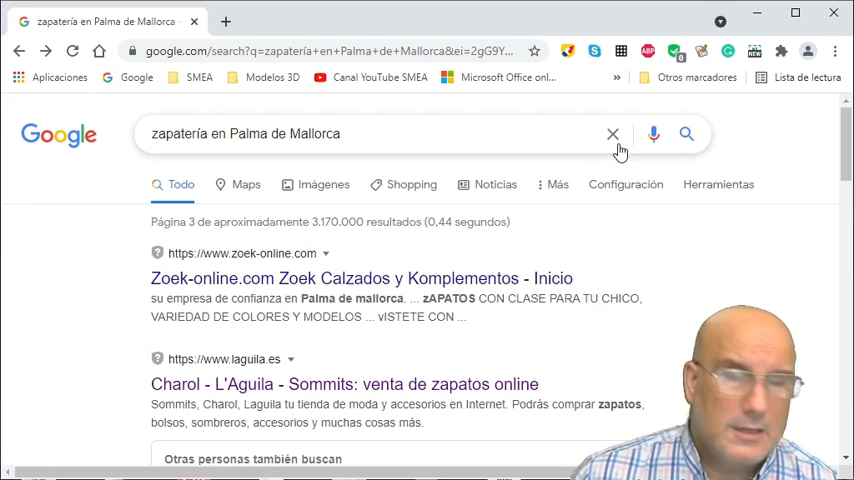 zapatería en Palma de Mallorca -
google.com/search?q=zapatería+en+Palma+de+Mallorca&ei=2gG9Y...
ABP
0
NEW
Aplicaciones
Google
SMEA
Modelos 3D
Canal YouTube SMEA
Microsoft Office onl...
»
Otros marcadores
Lista de lectura
Google
zapatería en Palma de Mallorca
Todo
Maps
Imágenes
Shopping
Noticias
Más
Configuración
Herramientas
Página 3 de aproximadamente 3.170.000 resultados (0,44 segundos)
https://www.zoek-online.com
Zoek-online.com Zoek Calzados y Komplementos - Inicio
su empresa de confianza en Palma de mallorca. ... zAPATOS CON CLASE PARA TU CHICO,
VARIEDAD DE COLORES Y MODELOS ... vISTETE CON ...
https://www.laguila.es
Charol - L'Aguila - Sommits: venta de zapatos online
Sommits, Charol, Laguila tu tienda de moda y accesorios en Internet. Podrás comprar zapatos,
bolsos, sombreros, accesorios y muchas cosas más.
Otras personas también buscan